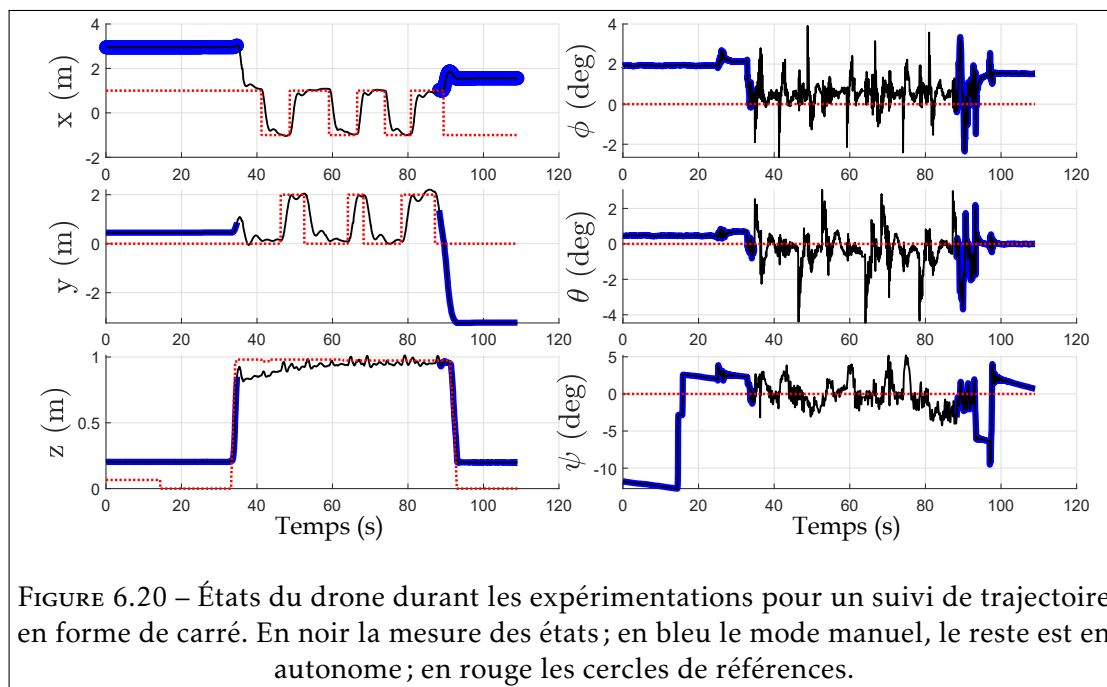 4
2
0
-2
x (m)
0 20 40 60 80 100 120
2
0
-2
y (m)
0 20 40 60 80 100 120
1
0.5
0
z (m)
0 20 40 60 80 100 120
Temps (s)
4
2
0
-2
ϕ (deg)
0 20 40 60 80 100 120
2
0
-2
-4
θ (deg)
0 20 40 60 80 100 120
5
0
-5
-10
ψ (deg)
0 20 40 60 80 100 120
Temps (s)
FIGURE 6.20 – États du drone durant les expérimentations pour un suivi de trajectoire
en forme de carré. En noir la mesure des états ; en bleu le mode manuel, le reste est en
autonome ; en rouge les cercles de références.